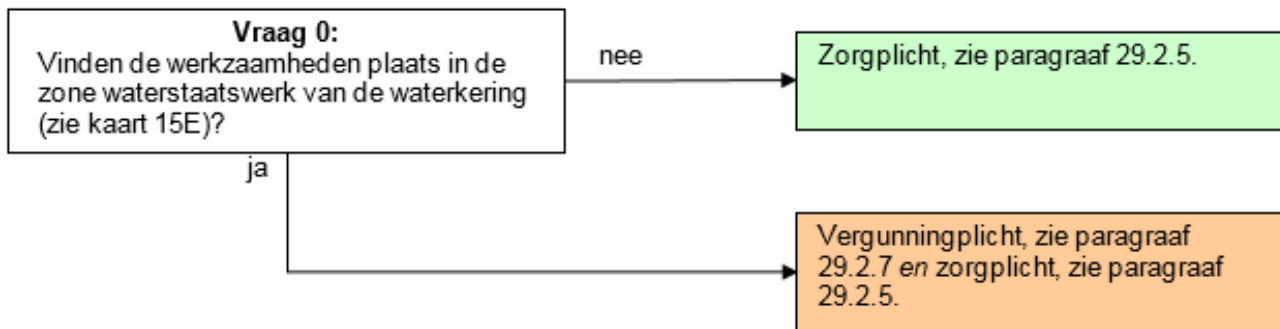 Vraag 0:
Vinden de werkzaamheden plaats in de
zone waterstaatswerk van de waterkering
(zie kaart 15E)?
nee
Zorgplicht, zie paragraaf 29.2.5.
ja
Vergunningplicht, zie paragraaf
29.2.7 en zorgplicht, zie paragraaf
29.2.5.